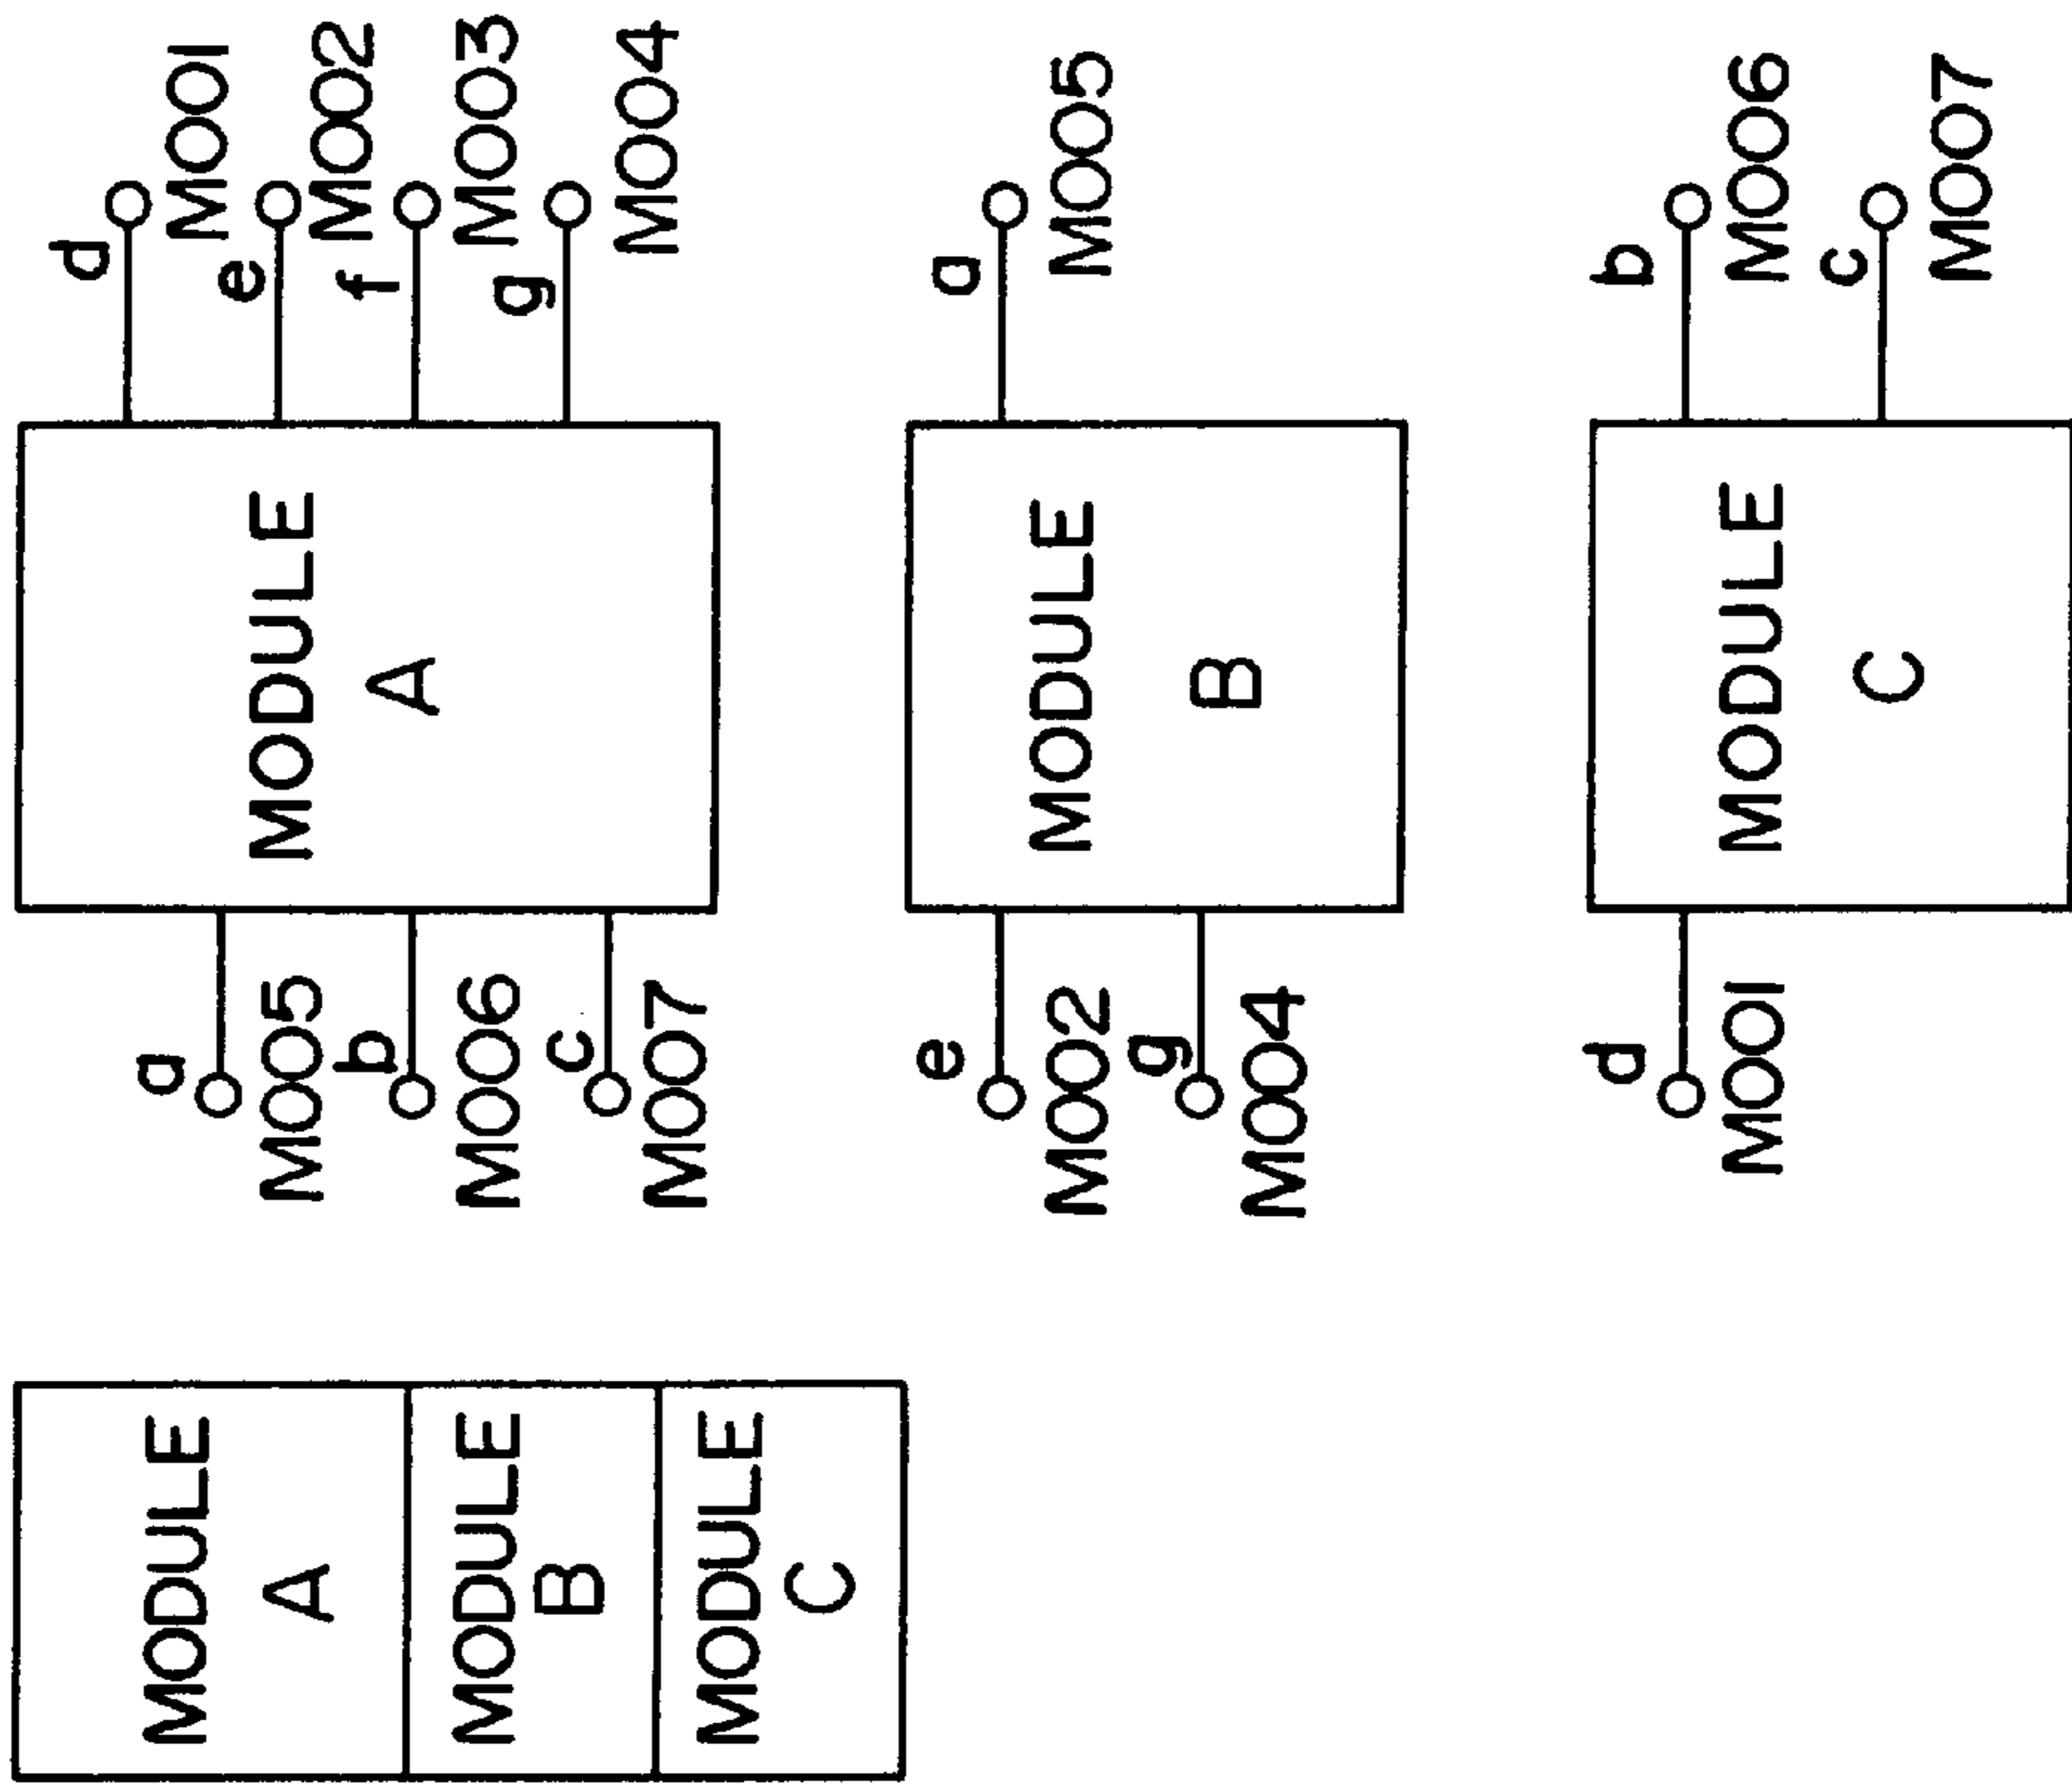 MODULE
A
MODULE
B
MODULE
C
a
M005
b
M006
c
M007
MODULE
A
d
M001
e
M002
f
M003
g
M004
e
M002
g
M004
MODULE
B
a
M005
d
M001
MODULE
C
b
M006
c
M007